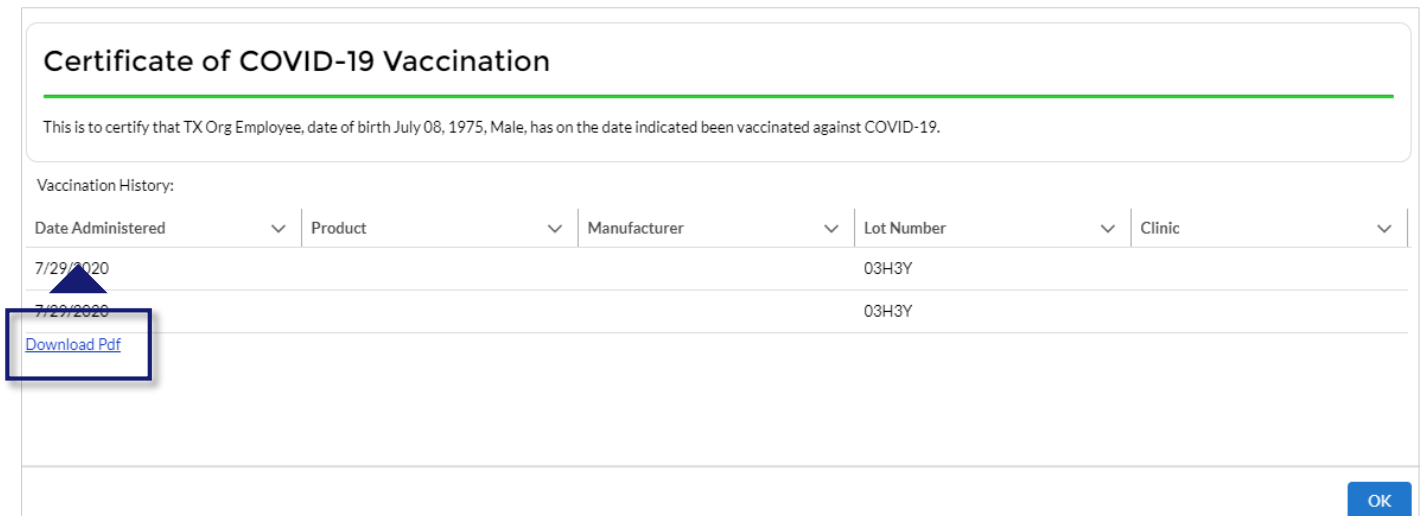 Certificate of COVID-19 Vaccination
This is to certify that TX Org Employee, date of birth July 08, 1975, Male, has on the date indicated been vaccinated against COVID-19.
Vaccination History:
Date Administered Product Manufacturer Lot Number Clinic
7/29/2020 03H3Y
7/29/2020 03H3Y
Download Pdf
OK